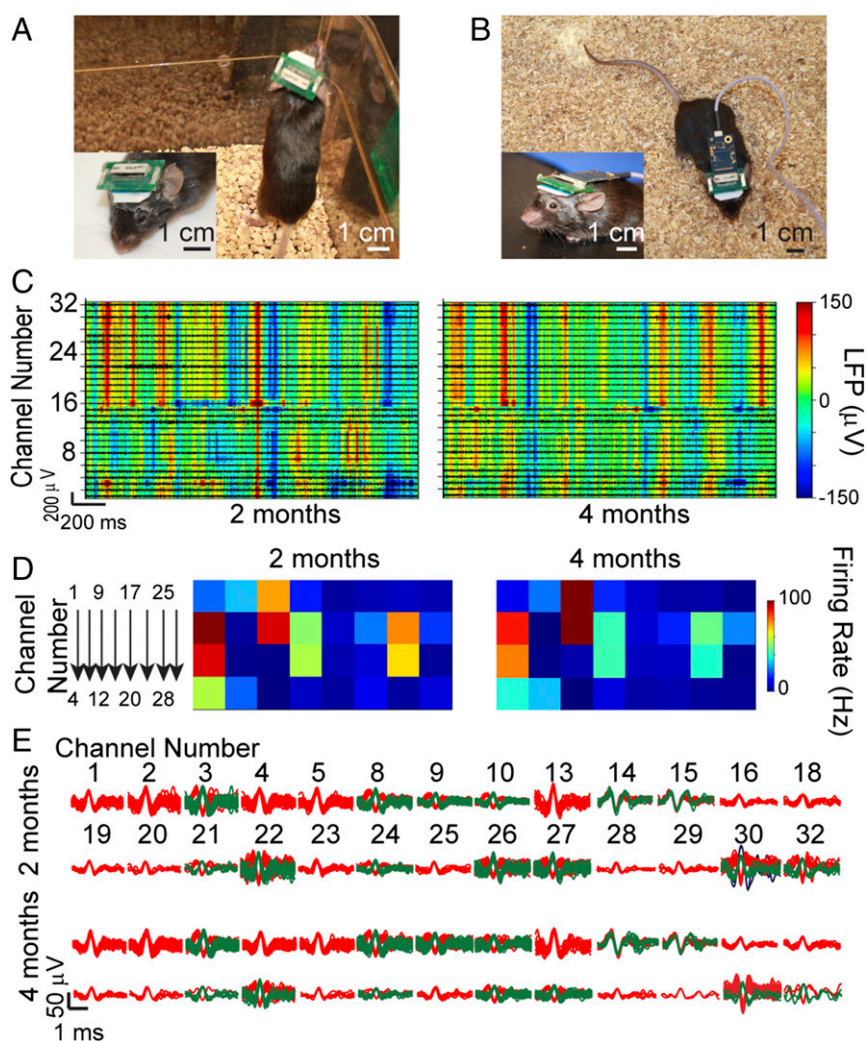 A
B
1 cm
1 cm
1 cm
1 cm
C
Channel Number
32
24
16
8
200 µV
200 ms
2 months
4 months
150
0
-150
LFP (µV)
D
2 months
4 months
Channel
Number
1 9 17 25
4 12 20 28
100
0
Firing Rate (Hz)
E
Channel Number
2 months
1 2 3 4 5 8 9 10 13 14 15 16 18
19 20 21 22 23 24 25 26 27 28 29 30 32
4 months
50 µV
1 ms